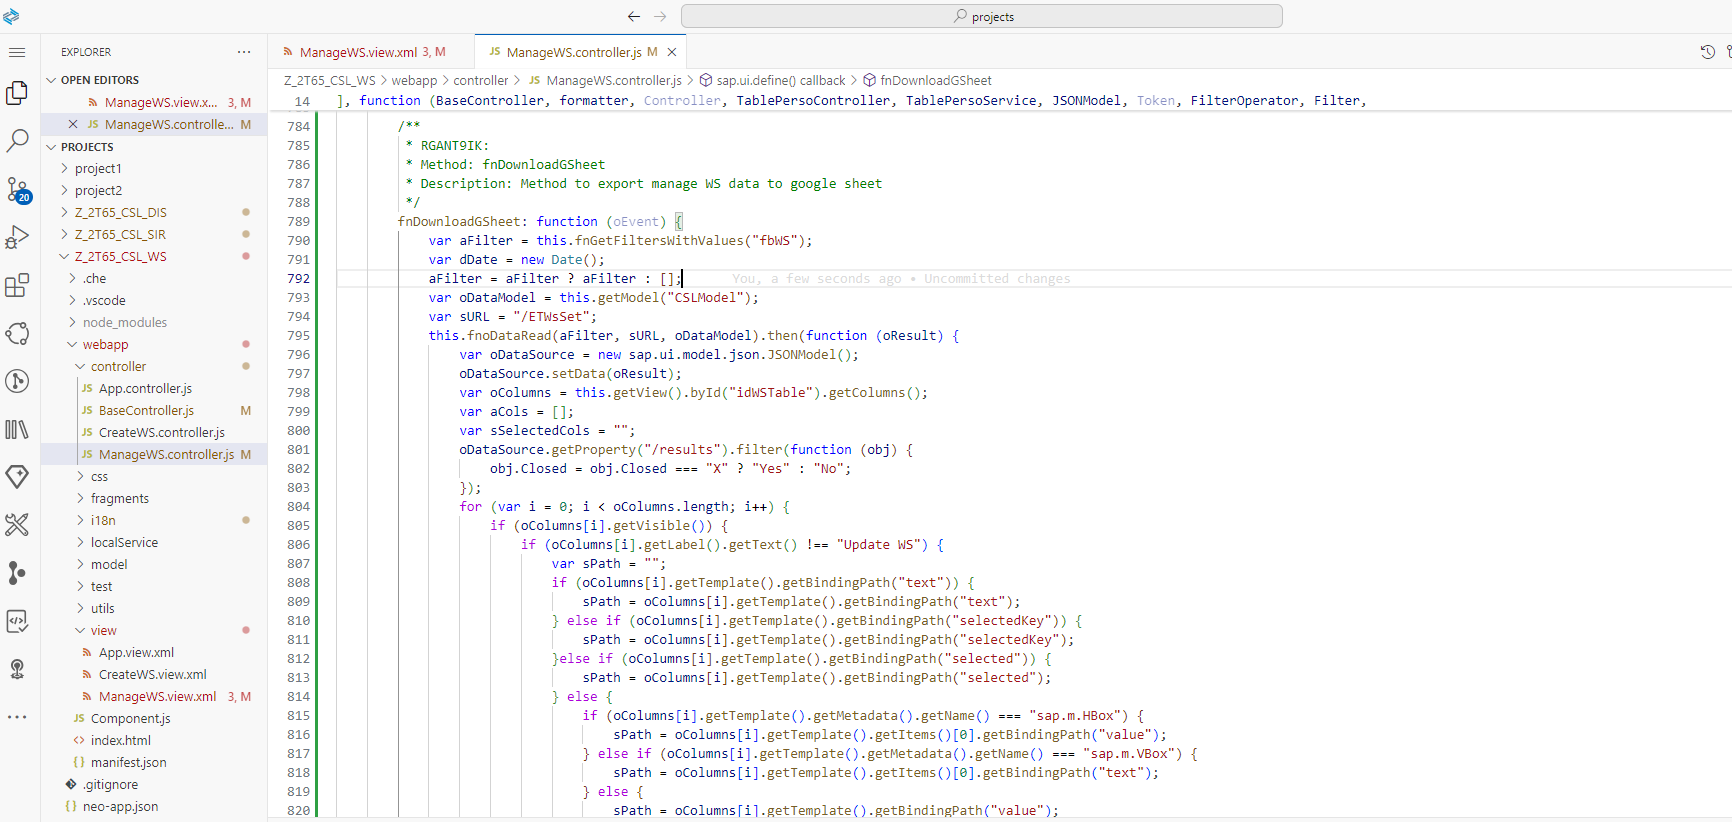 projects
EXPLORER
OPEN EDITORS
ManageWS.view.x... 3, M
JS ManageWS.controlle... M
PROJECTS
project1
project2
Z_2T65_CSL_DIS
Z_2T65_CSL_SIR
Z_2T65_CSL_WS
.che
.vscode
node_modules
webapp
controller
JS App.controller.js
JS BaseController.js M
JS CreateWS.controller.js
JS ManageWS.controller.js M
css
fragments
i18n
localService
model
test
utils
view
App.view.xml
CreateWS.view.xml
ManageWS.view.xml 3, M
JS Component.js
<> index.html
{} manifest.json
.gitignore
{} neo-app.json
20
ManageWS.view.xml 3, M
JS ManageWS.controller.js M
Z_2T65_CSL_WS > webapp > controller > JS ManageWS.controller.js > sap.ui.define() callback > fnDownloadGSheet
14 ], function (BaseController, formatter, Controller, TablePersoController, TablePersoService, JSONModel, Token, FilterOperator, Filter,
784 /**
785 * RGANT9IK:
786 * Method: fnDownloadGSheet
787 * Description: Method to export manage WS data to google sheet
788 */
789 fnDownloadGSheet: function (oEvent) {
790 var aFilter = this.fnGetFiltersWithValues("fbWS");
791 var dDate = new Date();
792 aFilter = aFilter ? aFilter : []; You, a few seconds ago • Uncommitted changes
793 var oDataModel = this.getModel("CSLModel");
794 var sURL = "/ETWsSet";
795 this.fnoDataRead(aFilter, sURL, oDataModel).then(function (oResult) {
796 var oDataSource = new sap.ui.model.json.JSONModel();
797 oDataSource.setData(oResult);
798 var oColumns = this.getView().byId("idWSTable").getColumns();
799 var aCols = [];
800 var sSelectedCols = "";
801 oDataSource.getProperty("/results").filter(function (obj) {
802 obj.Closed = obj.Closed === "X" ? "Yes" : "No";
803 });
804 for (var i = 0; i < oColumns.length; i++) {
805 if (oColumns[i].getVisible()) {
806 if (oColumns[i].getLabel().getText() !== "Update WS") {
807 var sPath = "";
808 if (oColumns[i].getTemplate().getBindingPath("text")) {
809 sPath = oColumns[i].getTemplate().getBindingPath("text");
810 } else if (oColumns[i].getTemplate().getBindingPath("selectedKey")) {
811 sPath = oColumns[i].getTemplate().getBindingPath("selectedKey");
812 }else if (oColumns[i].getTemplate().getBindingPath("selected")) {
813 sPath = oColumns[i].getTemplate().getBindingPath("selected");
814 } else {
815 if (oColumns[i].getTemplate().getMetadata().getName() === "sap.m.HBox") {
816 sPath = oColumns[i].getTemplate().getItems()[0].getBindingPath("value");
817 } else if (oColumns[i].getTemplate().getMetadata().getName() === "sap.m.VBox") {
818 sPath = oColumns[i].getTemplate().getItems()[0].getBindingPath("text");
819 } else {
820 sPath = oColumns[i].getTemplate().getBindingPath("value");